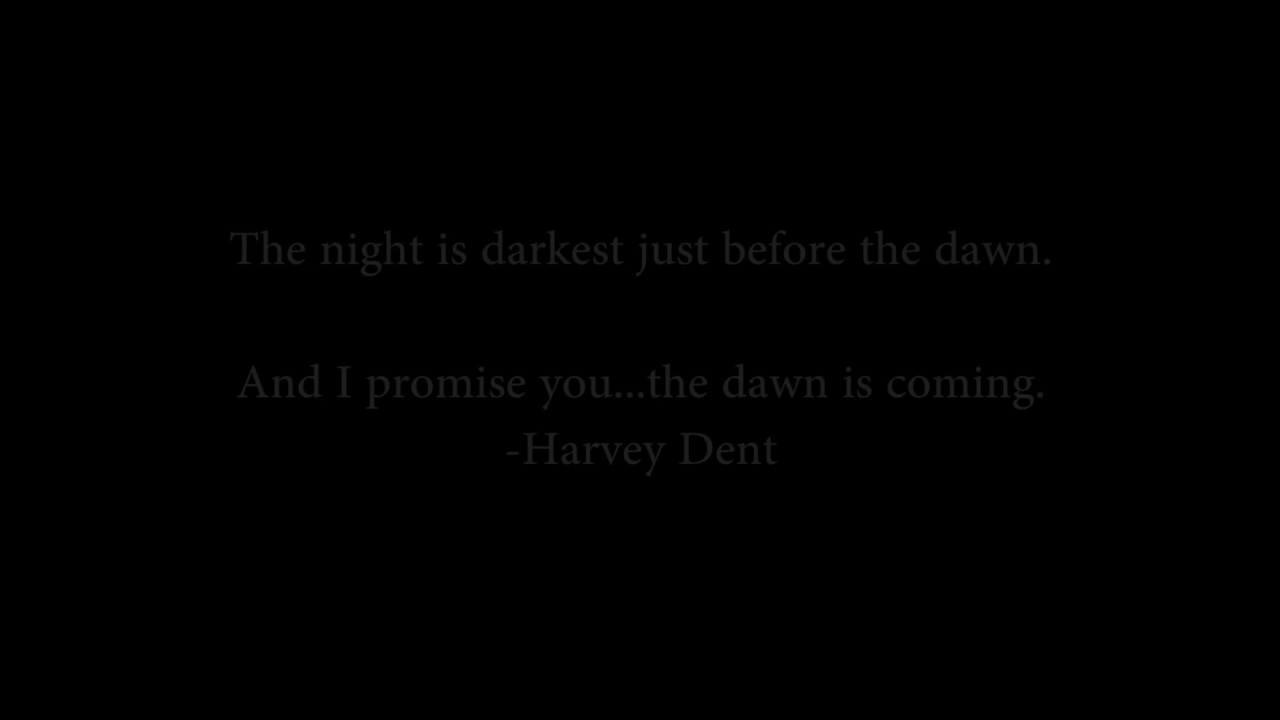 The night is darkest just before the dawn.
And I promise you...the dawn is coming.
-Harvey Dent